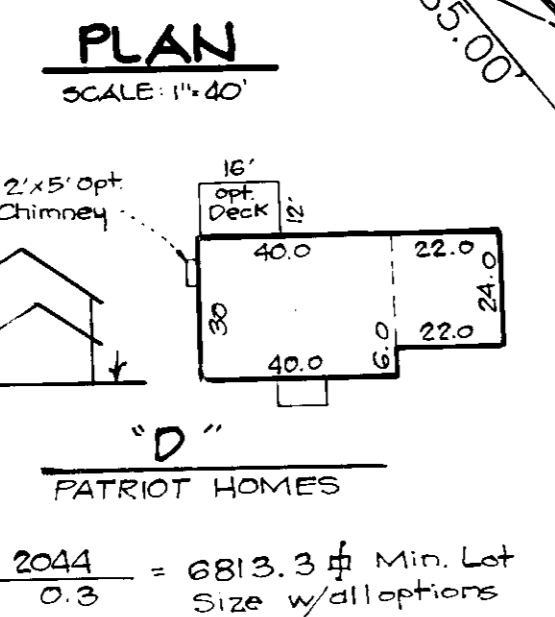 PLAN
SCALE: 1"=40'
55.00'
2'x5' Opt.
Chimney
16'
opt.
Deck
12'
40.0
22.0
30
24.0
40.0
6.0
22.0
"D"
PATRIOT HOMES
2044
0.3
= 6813.3 ⌗ Min. Lot
Size w/all options